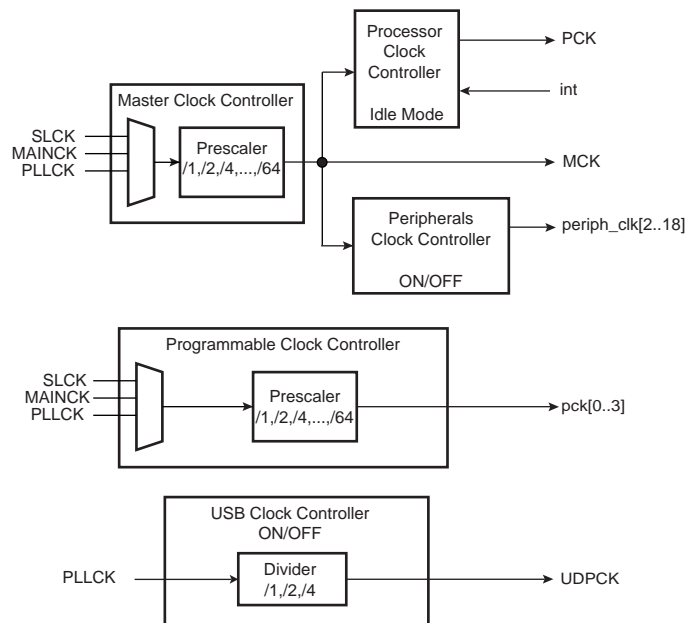 Processor
Clock
Controller
Idle Mode
PCK
int
Master Clock Controller
SLCK
MAINCK
PLLCK
Prescaler
/1,/2,/4,...,/64
MCK
Peripherals
Clock Controller
ON/OFF
periph_clk[2..18]
Programmable Clock Controller
SLCK
MAINCK
PLLCK
Prescaler
/1,/2,/4,...,/64
pck[0..3]
USB Clock Controller
ON/OFF
PLLCK
Divider
/1,/2,/4
UDPCK